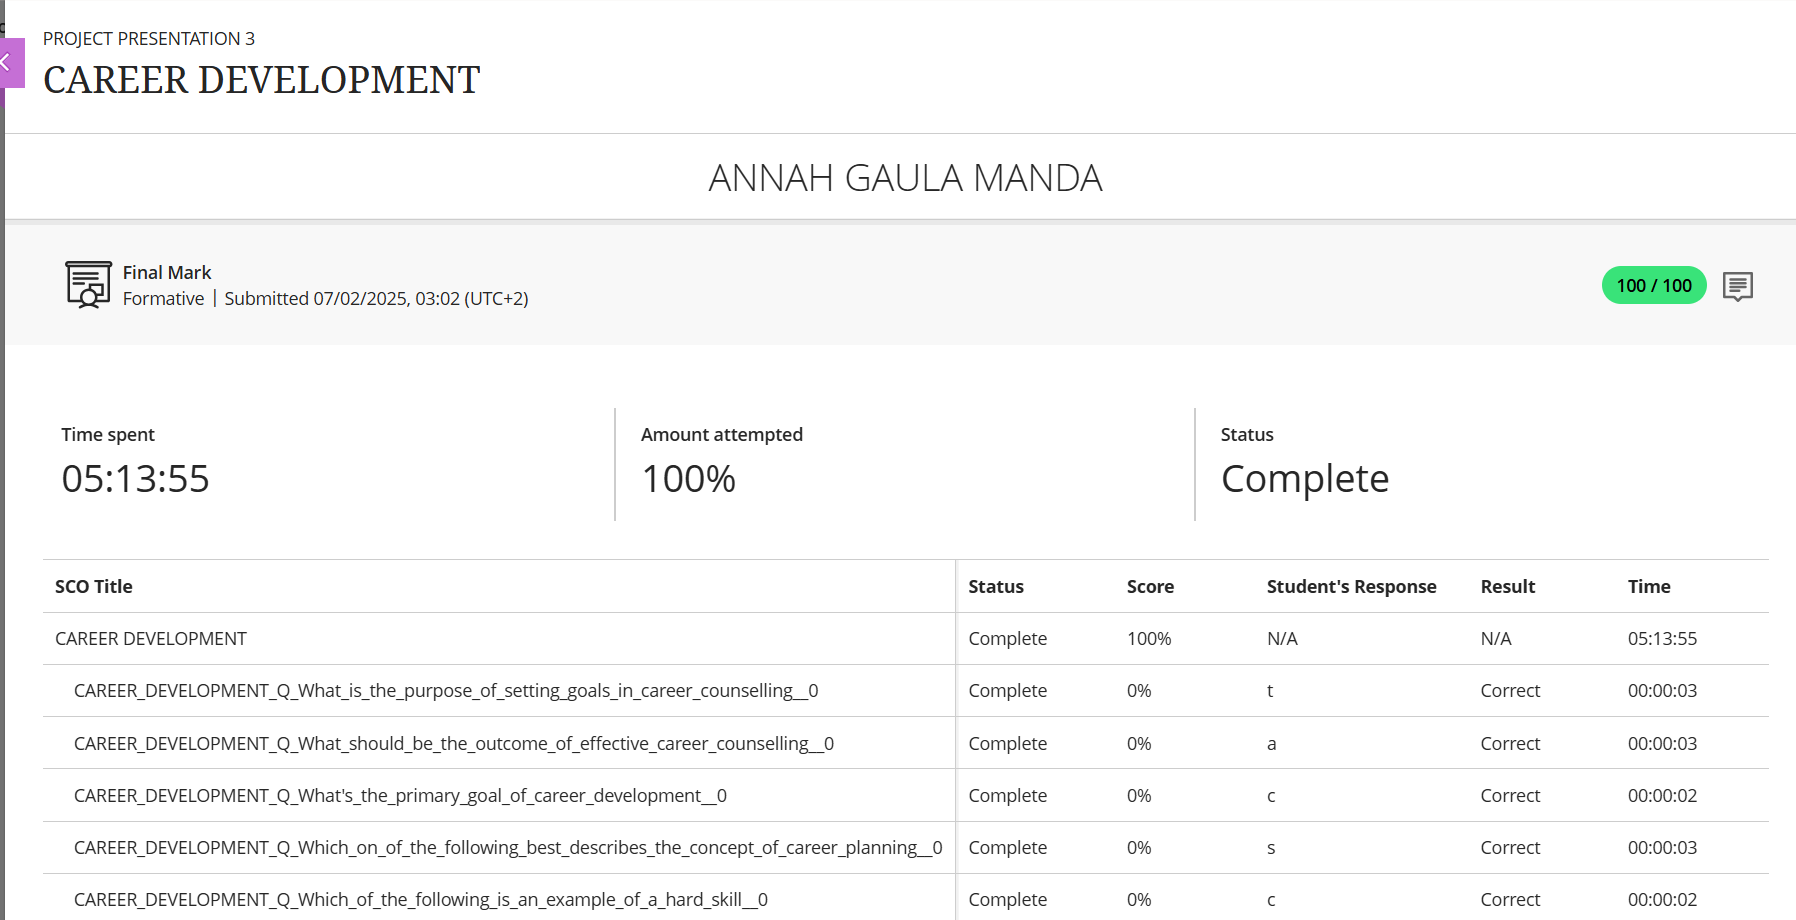 PROJECT PRESENTATION 3
CAREER DEVELOPMENT
ANNAH GAULA MANDA
Final Mark
Formative | Submitted 07/02/2025, 03:02 (UTC+2)
100 / 100
Time spent
05:13:55
Amount attempted
100%
Status
Complete
SCO Title Status Score Student's Response Result Time
CAREER DEVELOPMENT Complete 100% N/A N/A 05:13:55
CAREER_DEVELOPMENT_Q_What_is_the_purpose_of_setting_goals_in_career_counselling__0 Complete 0% t Correct 00:00:03
CAREER_DEVELOPMENT_Q_What_should_be_the_outcome_of_effective_career_counselling__0 Complete 0% a Correct 00:00:03
CAREER_DEVELOPMENT_Q_What's_the_primary_goal_of_career_development__0 Complete 0% c Correct 00:00:02
CAREER_DEVELOPMENT_Q_Which_on_of_the_following_best_describes_the_concept_of_career_planning__0 Complete 0% s Correct 00:00:03
CAREER_DEVELOPMENT_Q_Which_of_the_following_is_an_example_of_a_hard_skill__0 Complete 0% c Correct 00:00:02